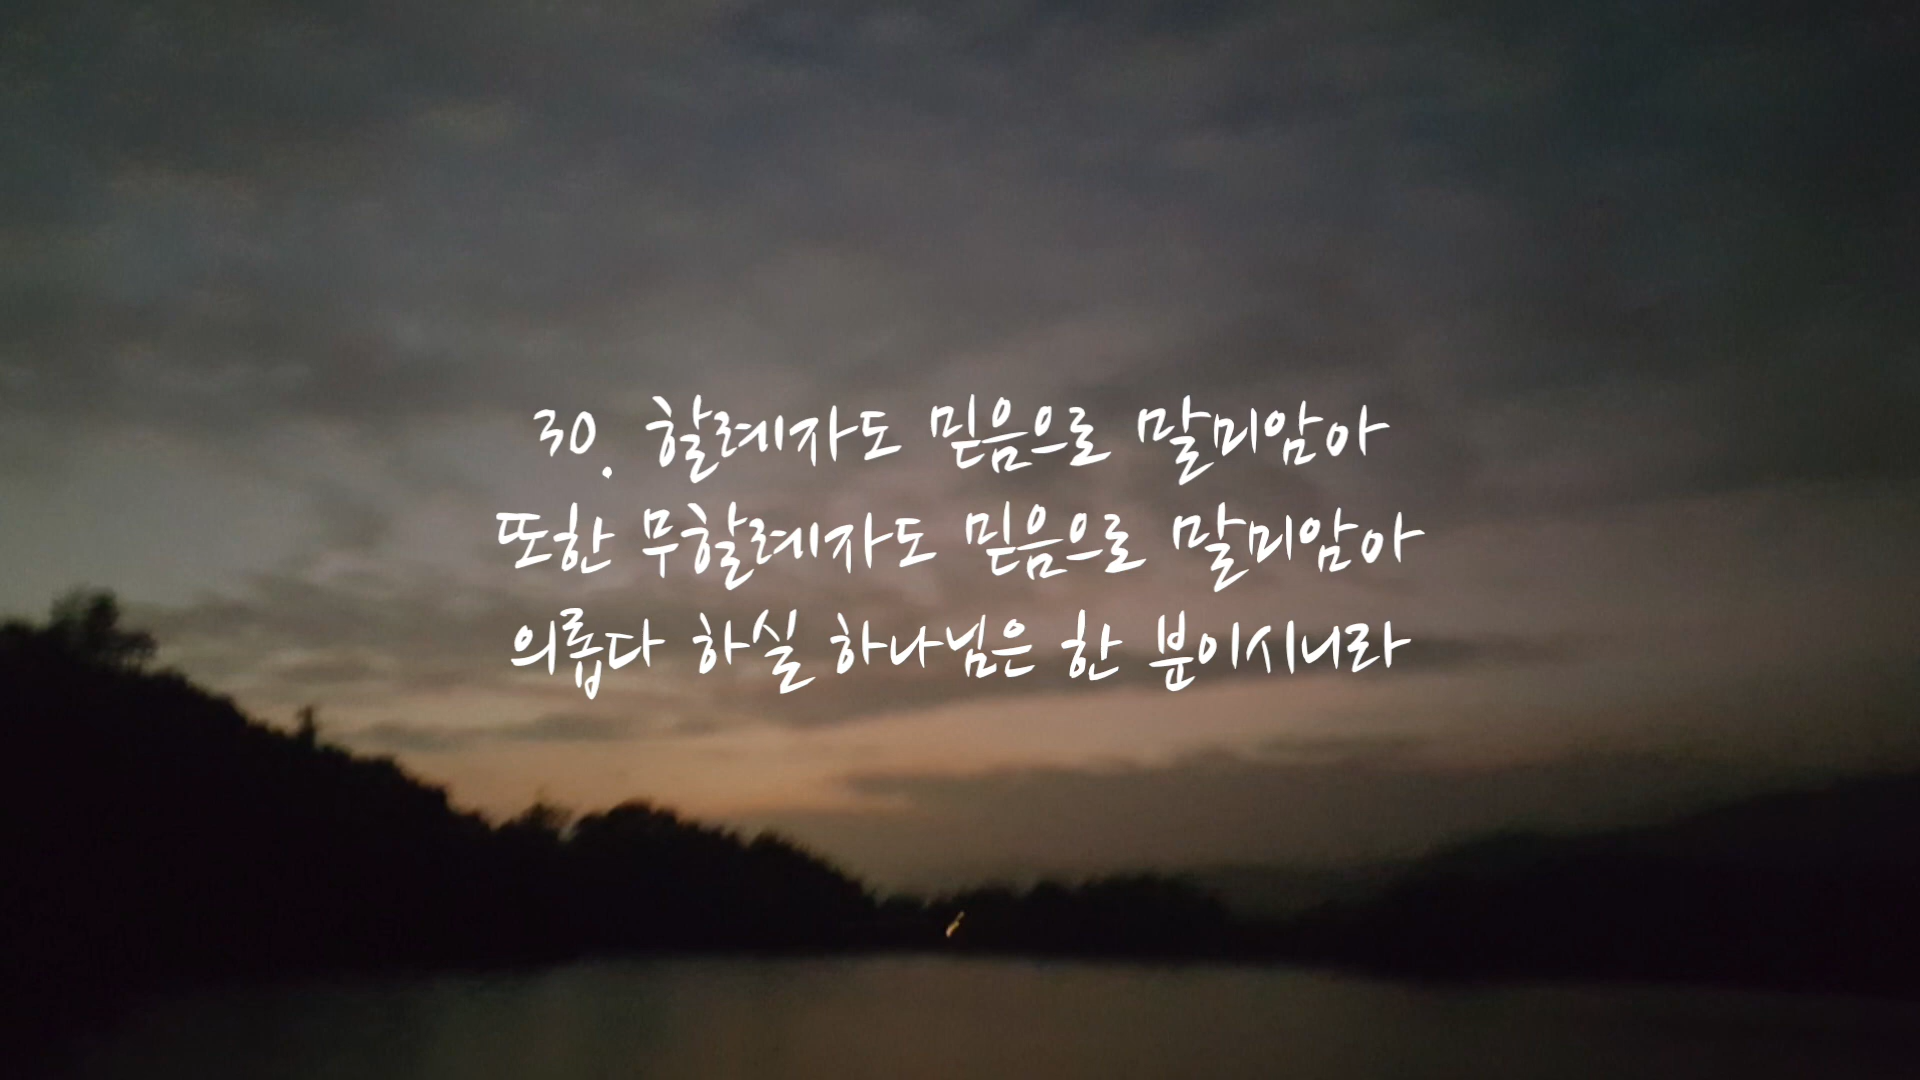 30. 할례자도 믿음으로 말미암아
또한 무할례자도 믿음으로 말미암아
의롭다 하실 하나님은 한 분이시니라